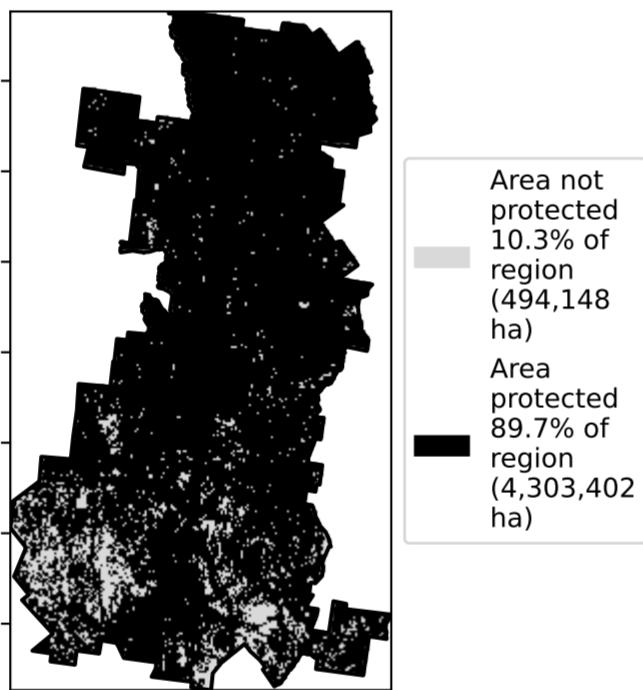 Area not
protected
10.3% of
region
(494,148
ha)
Area
protected
89.7% of
region
(4,303,402
ha)